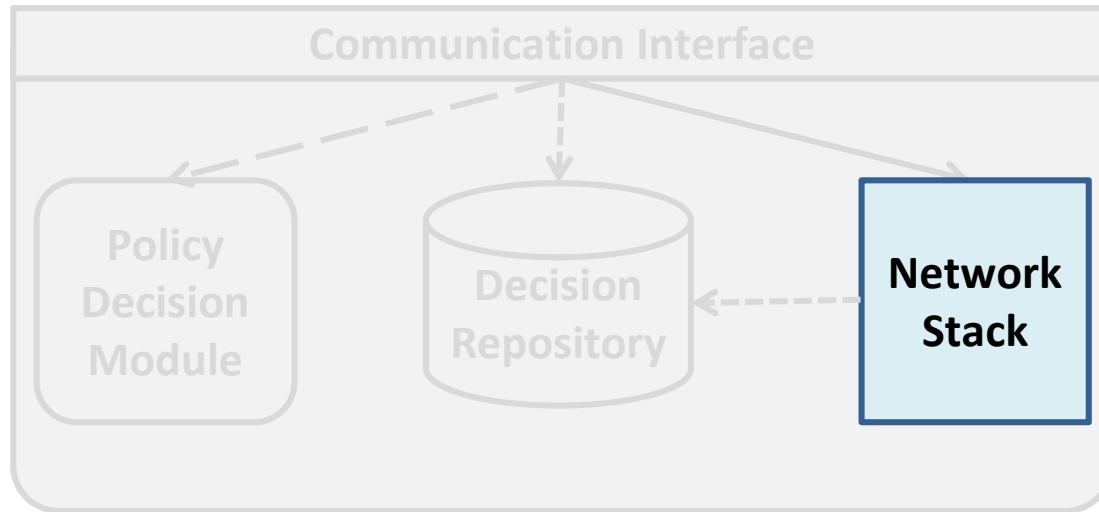 Communication Interface
Policy
Decision
Module
Decision
Repository
Network
Stack